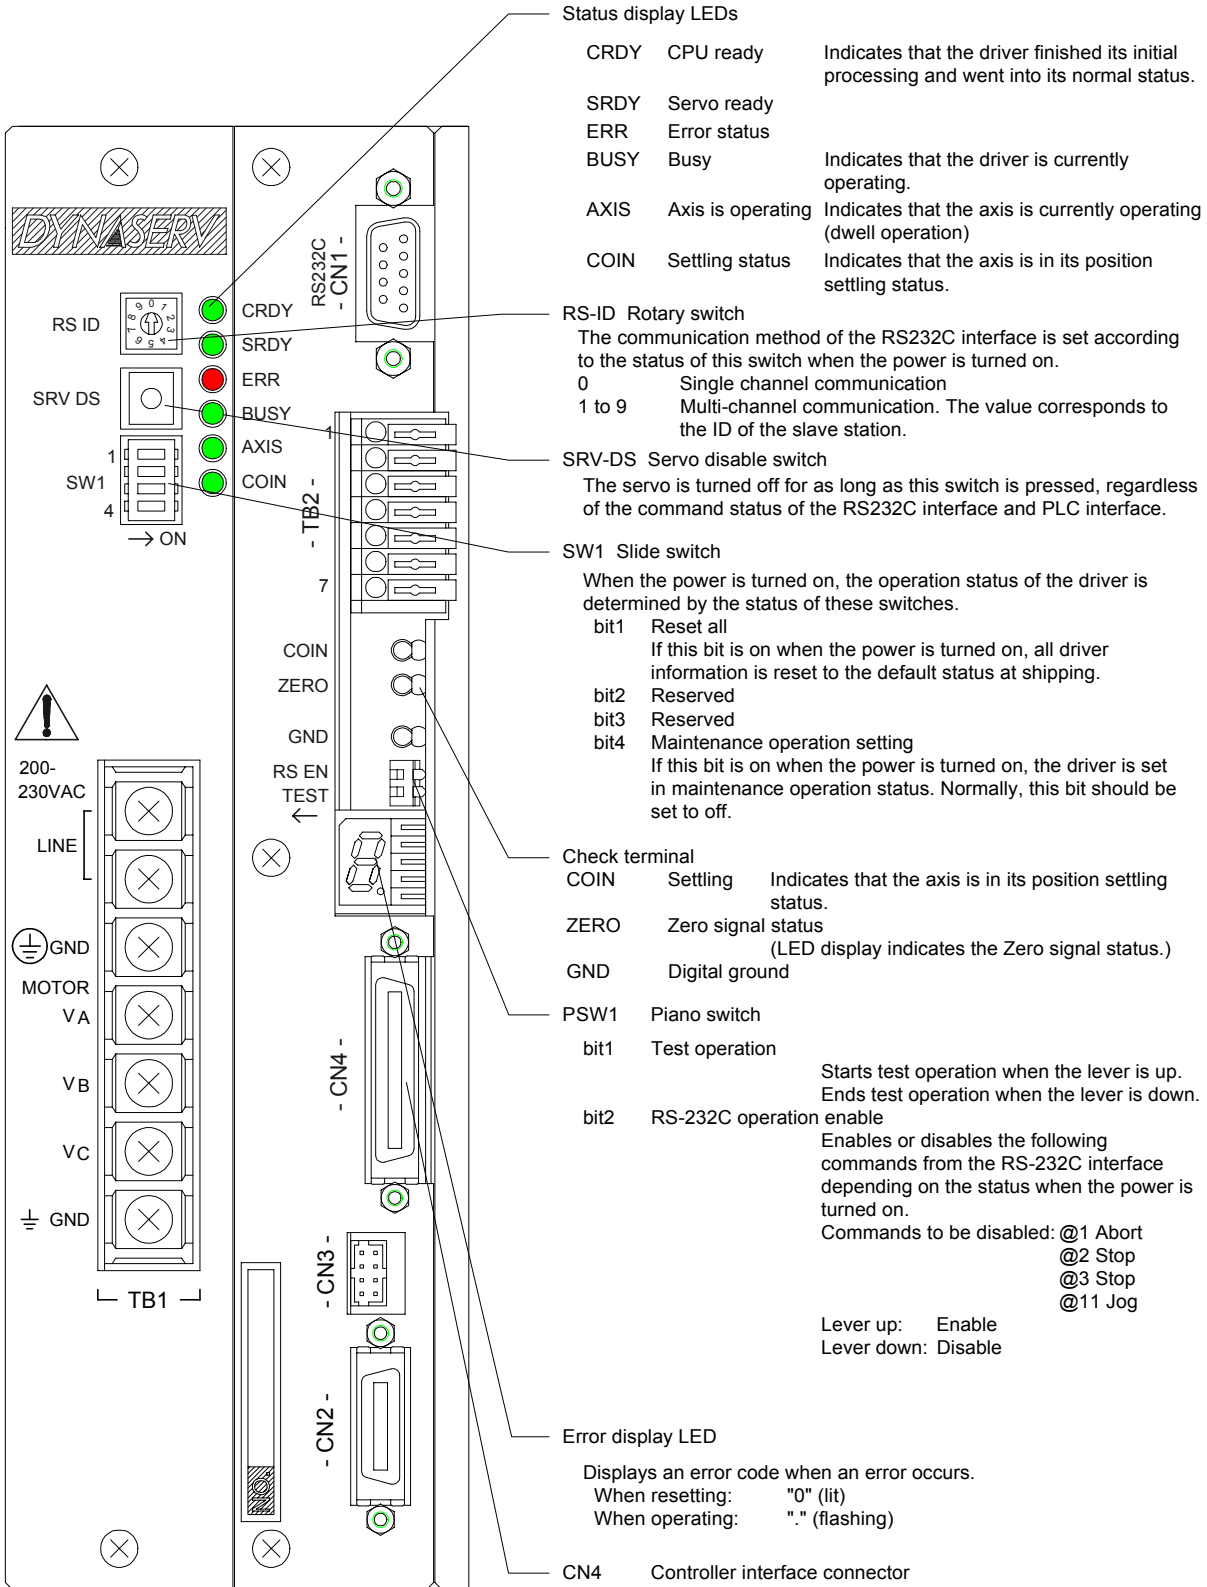 Status display LEDs
CRDY CPU ready Indicates that the driver finished its initial
processing and went into its normal status.
SRDY Servo ready
ERR Error status
BUSY Busy Indicates that the driver is currently
operating.
AXIS Axis is operating Indicates that the axis is currently operating
(dwell operation)
COIN Settling status Indicates that the axis is in its position
settling status.
RS-ID Rotary switch
The communication method of the RS232C interface is set according
to the status of this switch when the power is turned on.
0 Single channel communication
1 to 9 Multi-channel communication. The value corresponds to
the ID of the slave station.
SRV-DS Servo disable switch
The servo is turned off for as long as this switch is pressed, regardless
of the command status of the RS232C interface and PLC interface.
SW1 Slide switch
When the power is turned on, the operation status of the driver is
determined by the status of these switches.
bit1 Reset all
If this bit is on when the power is turned on, all driver
information is reset to the default status at shipping.
bit2 Reserved
bit3 Reserved
bit4 Maintenance operation setting
If this bit is on when the power is turned on, the driver is set
in maintenance operation status. Normally, this bit should be
set to off.
Check terminal
COIN Settling Indicates that the axis is in its position settling
status.
ZERO Zero signal status
(LED display indicates the Zero signal status.)
GND Digital ground
PSW1 Piano switch
bit1 Test operation
Starts test operation when the lever is up.
Ends test operation when the lever is down.
bit2 RS-232C operation enable
Enables or disables the following
commands from the RS-232C interface
depending on the status when the power is
turned on.
Commands to be disabled: @1 Abort
@2 Stop
@3 Stop
@11 Jog
Lever up: Enable
Lever down: Disable
Error display LED
Displays an error code when an error occurs.
When resetting: "0" (lit)
When operating: "." (flashing)
CN4 Controller interface connector
DYNASERV
RS ID
0 1 2 3 4 5 6 7 8 9
SRV DS
SW1
1
4
→ ON
CRDY
SRDY
ERR
BUSY
AXIS
COIN
200-
230VAC
LINE
GND
MOTOR
VA
VB
VC
GND
TB1
RS232C
- CN1 -
1
- TB2 -
7
COIN
ZERO
GND
RS EN
TEST
←
- CN4 -
- CN3 -
- CN2 -
NO.